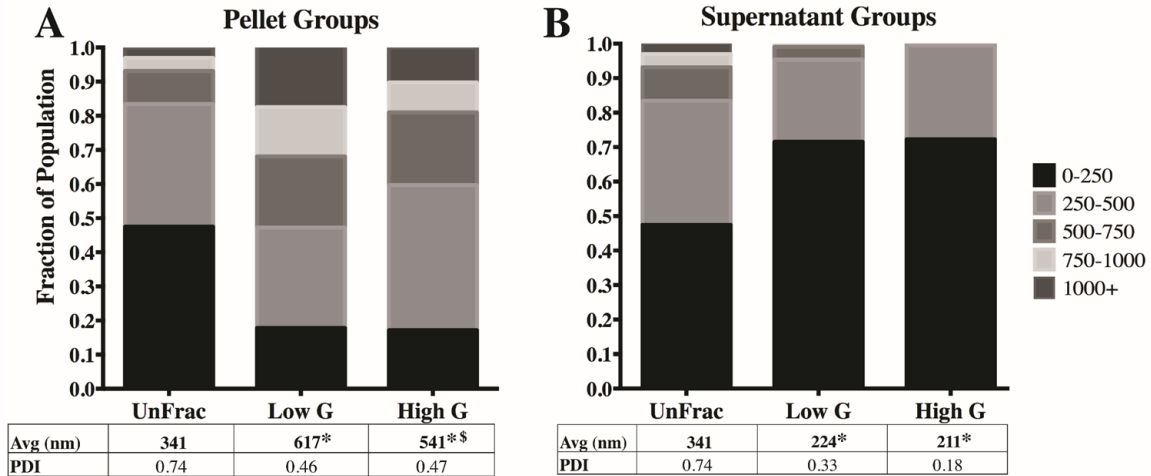 A
Pellet Groups
Fraction of Population
1.0
0.9
0.8
0.7
0.6
0.5
0.4
0.3
0.2
0.1
0.0
UnFrac Low G High G
Avg (nm) 341 617* 541* $
PDI 0.74 0.46 0.47
B
Supernatant Groups
1.0
0.9
0.8
0.7
0.6
0.5
0.4
0.3
0.2
0.1
0.0
UnFrac Low G High G
Avg (nm) 341 224* 211*
PDI 0.74 0.33 0.18
0-250
250-500
500-750
750-1000
1000+